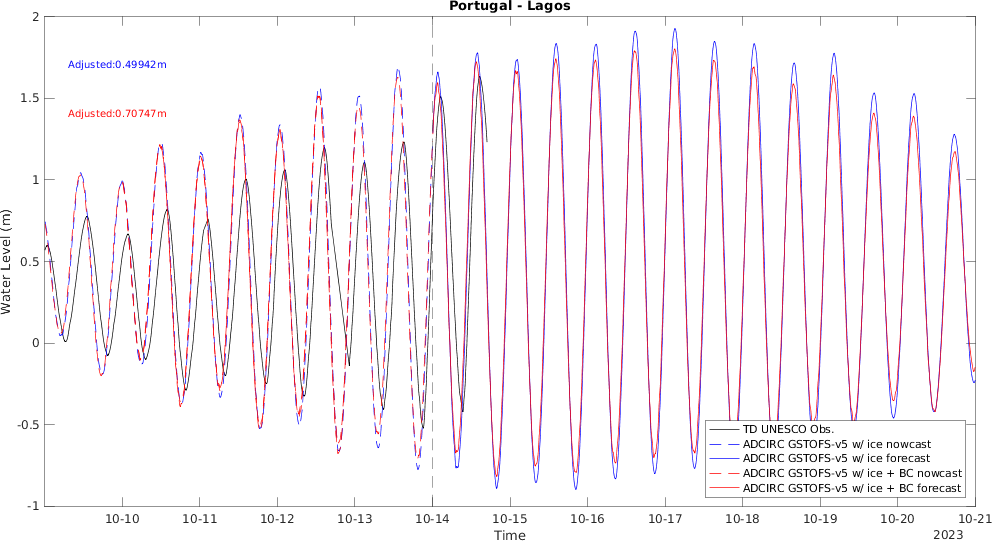 Portugal - Lagos
Adjusted:0.49942m
Adjusted:0.70747m
Water Level (m)
2
1.5
1
0.5
0
-0.5
-1
TD UNESCO Obs.
ADCIRC GSTOFS-v5 w/ ice nowcast
ADCIRC GSTOFS-v5 w/ ice forecast
ADCIRC GSTOFS-v5 w/ ice + BC nowcast
ADCIRC GSTOFS-v5 w/ ice + BC forecast
10-10 10-11 10-12 10-13 10-14 10-15 10-16 10-17 10-18 10-19 10-20 10-21
Time
2023